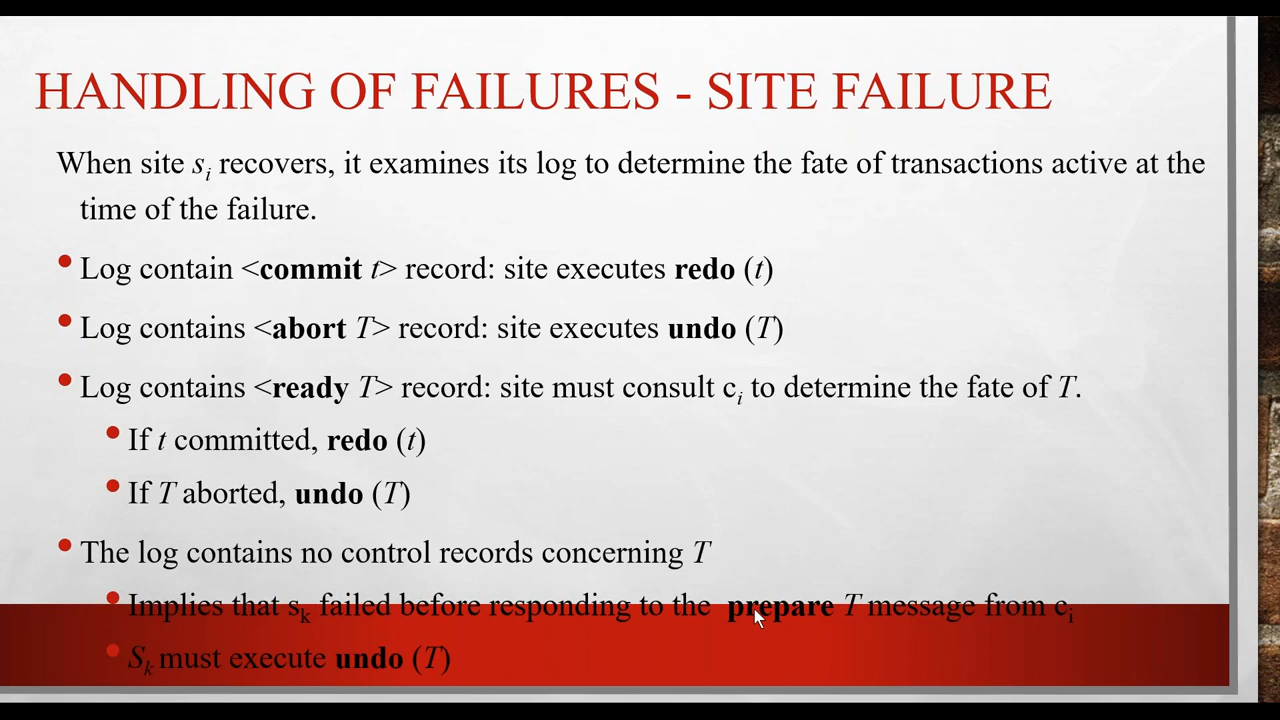 HANDLING OF FAILURES - SITE FAILURE
When site si recovers, it examines its log to determine the fate of transactions active at the
time of the failure.
• Log contain <commit t> record: site executes redo (t)
• Log contains <abort T> record: site executes undo (T)
• Log contains <ready T> record: site must consult ci to determine the fate of T.
• If t committed, redo (t)
• If T aborted, undo (T)
• The log contains no control records concerning T
• Implies that sk failed before responding to the prepare T message from ci
• Sk must execute undo (T)